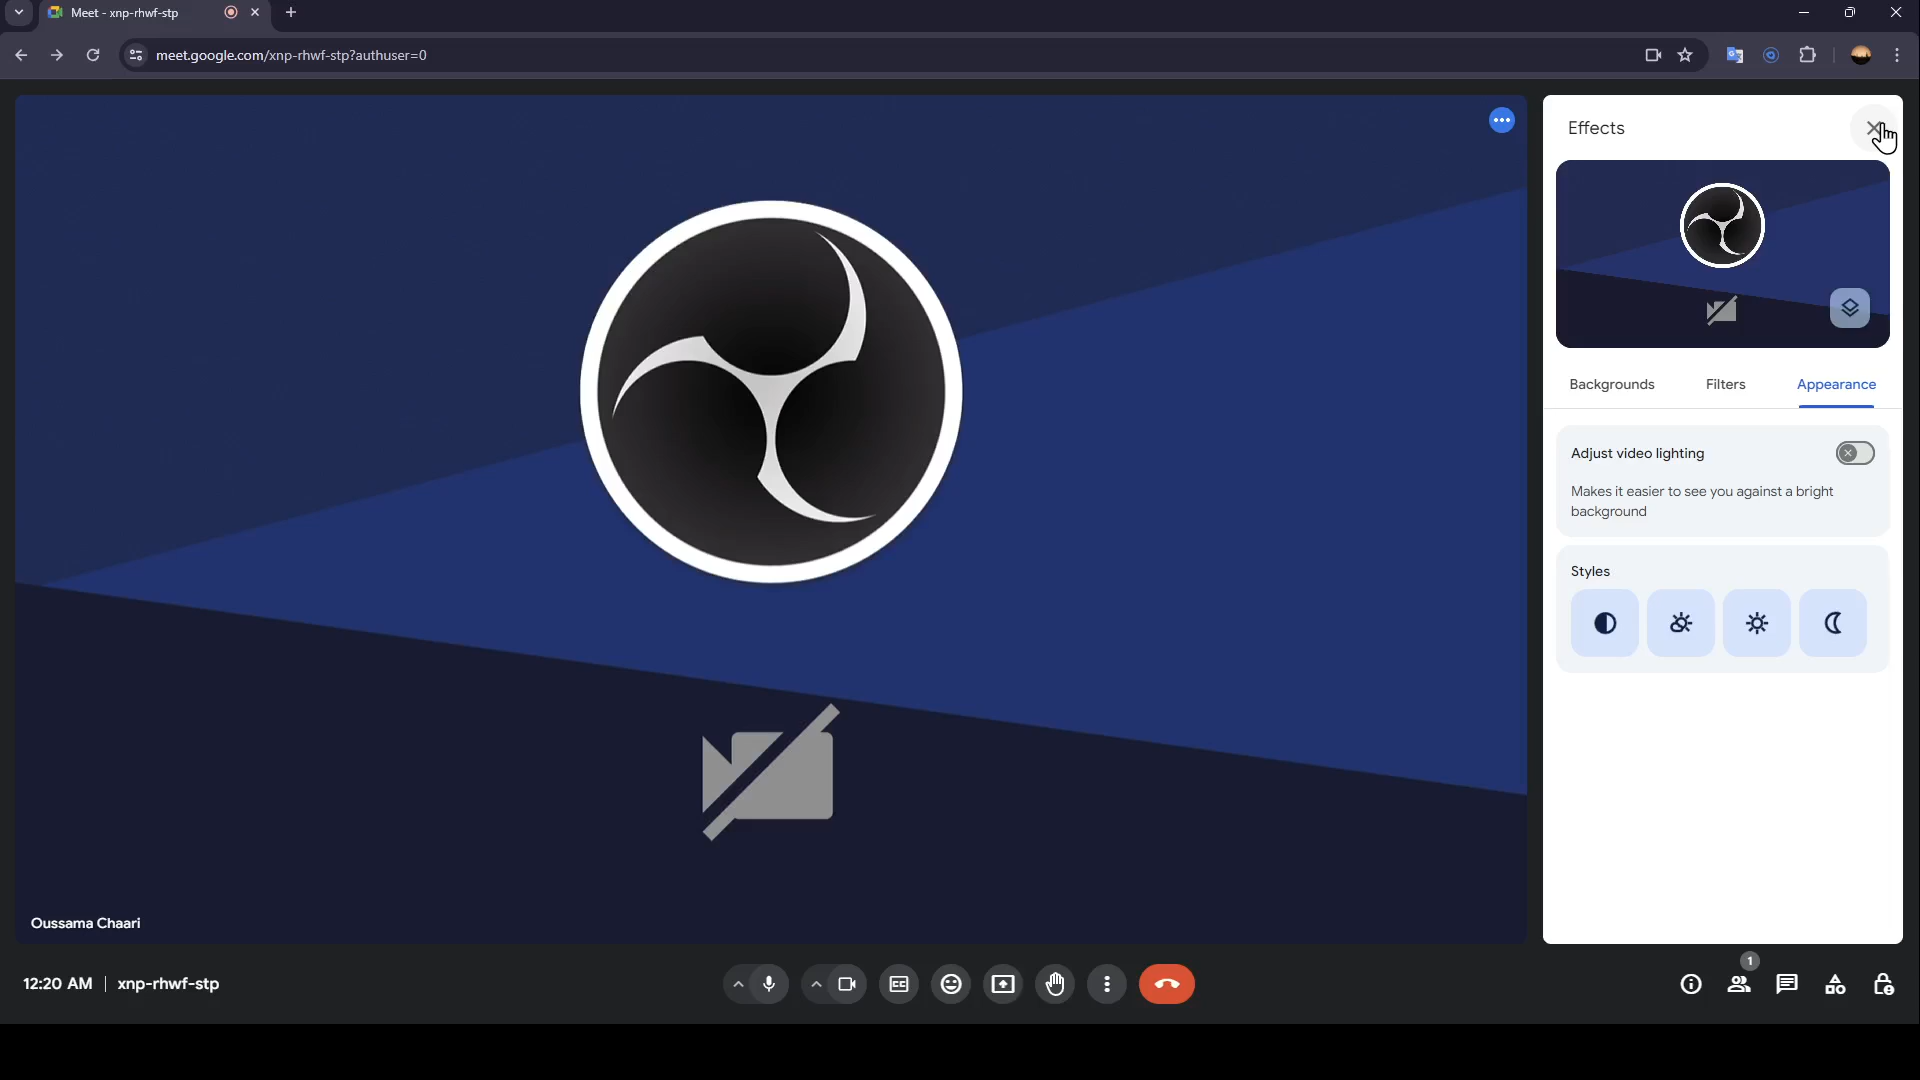 Meet - xnp-rhwf-stp
meet.google.com/xnp-rhwf-stp?authuser=0
Effects
Backgrounds
Filters
Appearance
Adjust video lighting
Makes it easier to see you against a bright
background
Styles
Oussama Chaari
12:20 AM | xnp-rhwf-stp
CC
1